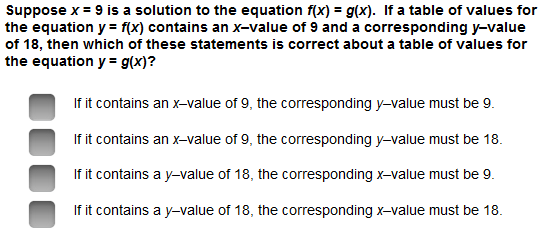 Suppose x = 9 is a solution to the equation f(x) = g(x).  If a table of values for
the equation y = f(x) contains an x–value of 9 and a corresponding y–value
of 18, then which of these statements is correct about a table of values for
the equation y = g(x)?
If it contains an x–value of 9, the corresponding y–value must be 9.
If it contains an x–value of 9, the corresponding y–value must be 18.
If it contains a y–value of 18, the corresponding x–value must be 9.
If it contains a y–value of 18, the corresponding x–value must be 18.